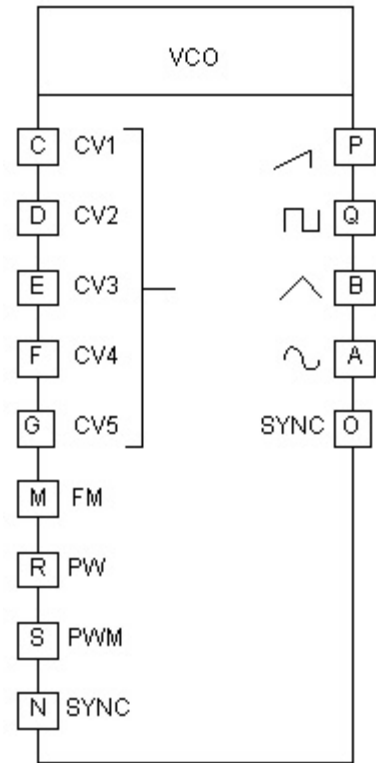 VCO
C CV1 P
D CV2 Q
E CV3 B
F CV4 A
G CV5 SYNC O
M FM
R PW
S PWM
N SYNC